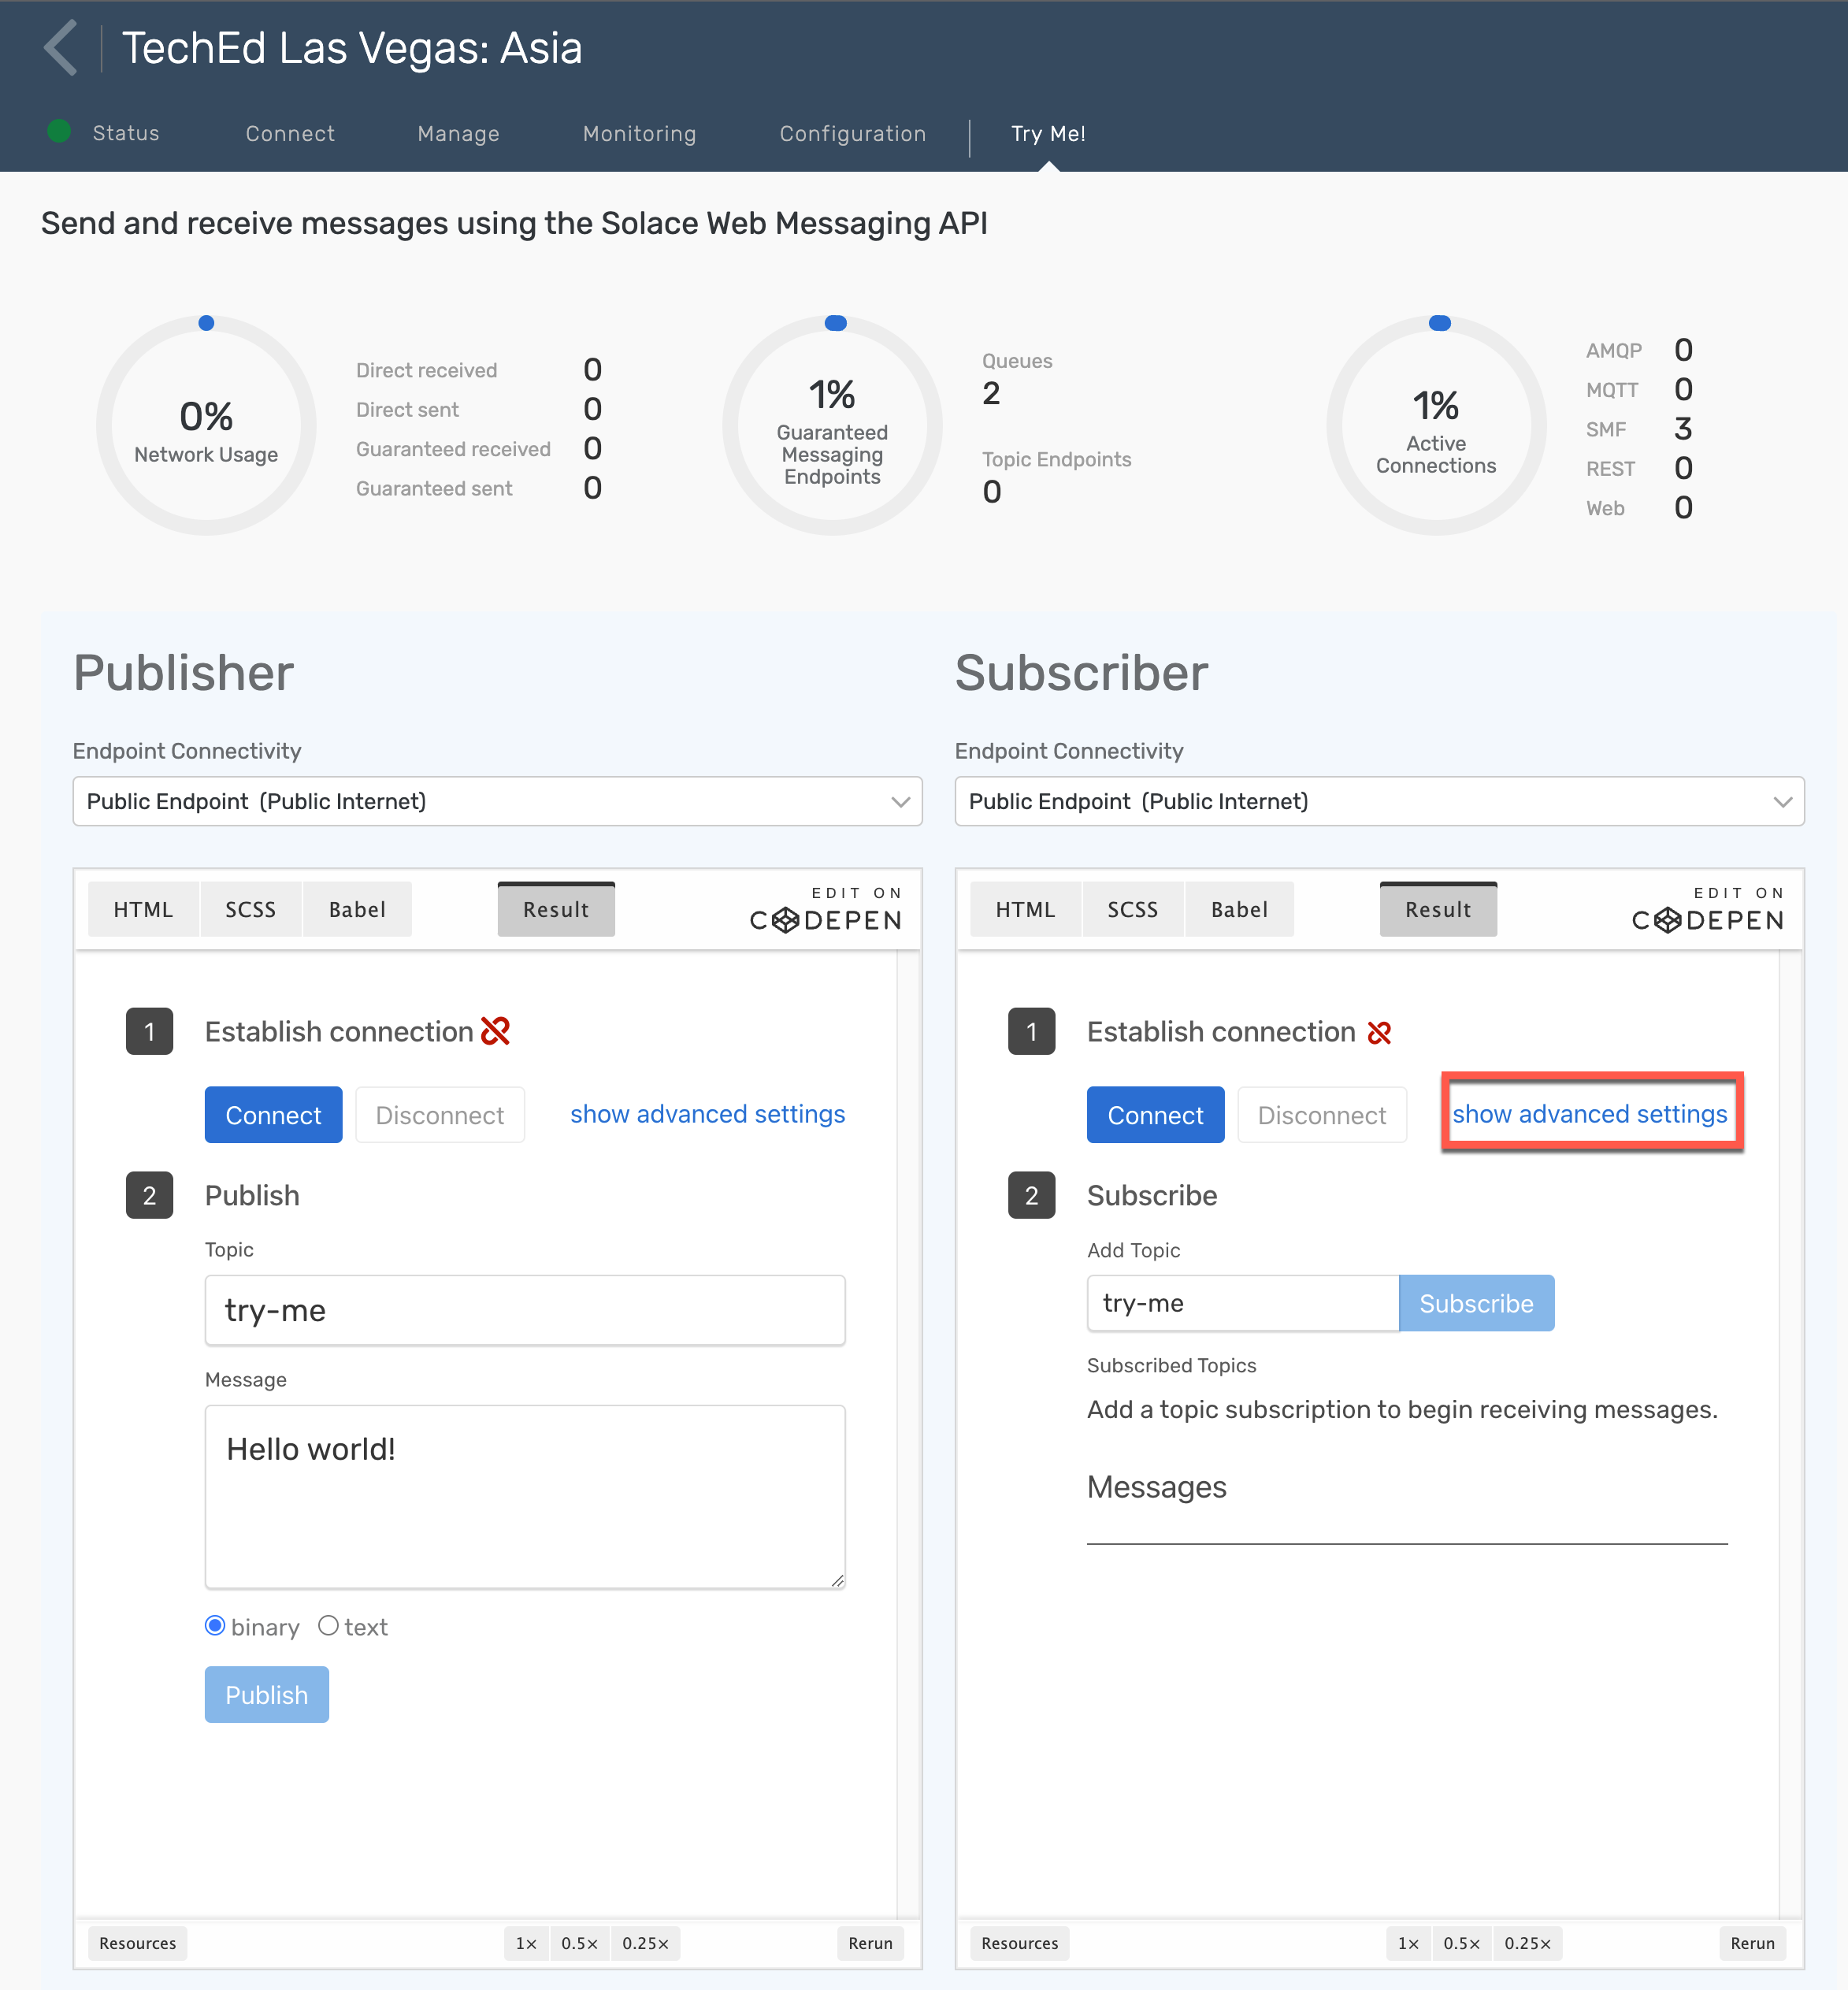 TechEd Las Vegas: Asia
Status Connect Manage Monitoring Configuration Try Me!
Send and receive messages using the Solace Web Messaging API
0%
Network Usage
Direct received 0
Direct sent 0
Guaranteed received 0
Guaranteed sent 0
1%
Guaranteed
Messaging
Endpoints
Queues
2
Topic Endpoints
0
1%
Active
Connections
AMQP 0
MQTT 0
SMF 3
REST 0
Web 0
Publisher
Endpoint Connectivity
Public Endpoint (Public Internet)
HTML SCSS Babel Result EDIT ON
CODEPEN
1 Establish connection
Connect Disconnect show advanced settings
2 Publish
Topic
try-me
Message
Hello world!
binary text
Publish
Resources 1× 0.5× 0.25× Rerun
Subscriber
Endpoint Connectivity
Public Endpoint (Public Internet)
HTML SCSS Babel Result EDIT ON
CODEPEN
1 Establish connection
Connect Disconnect show advanced settings
2 Subscribe
Add Topic
try-me Subscribe
Subscribed Topics
Add a topic subscription to begin receiving messages.
Messages
Resources 1× 0.5× 0.25× Rerun